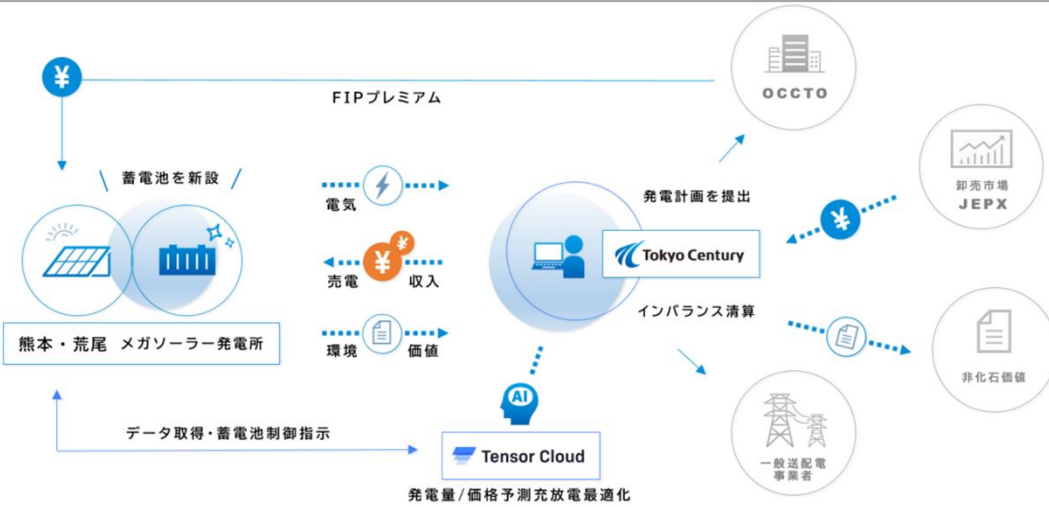 ¥
OCCTO
FIPプレミアム
蓄電池を新設
発電計画を提出
卸売市場
JEPX
電気
¥
¥
¥
Tokyo Century
売電 収入
インバランス清算
熊本・荒尾 メガソーラー発電所
環境 価値
非化石価値
AI
データ取得・蓄電池制御指示
Tensor Cloud
一般送配電
事業者
発電量/価格予測充放電最適化